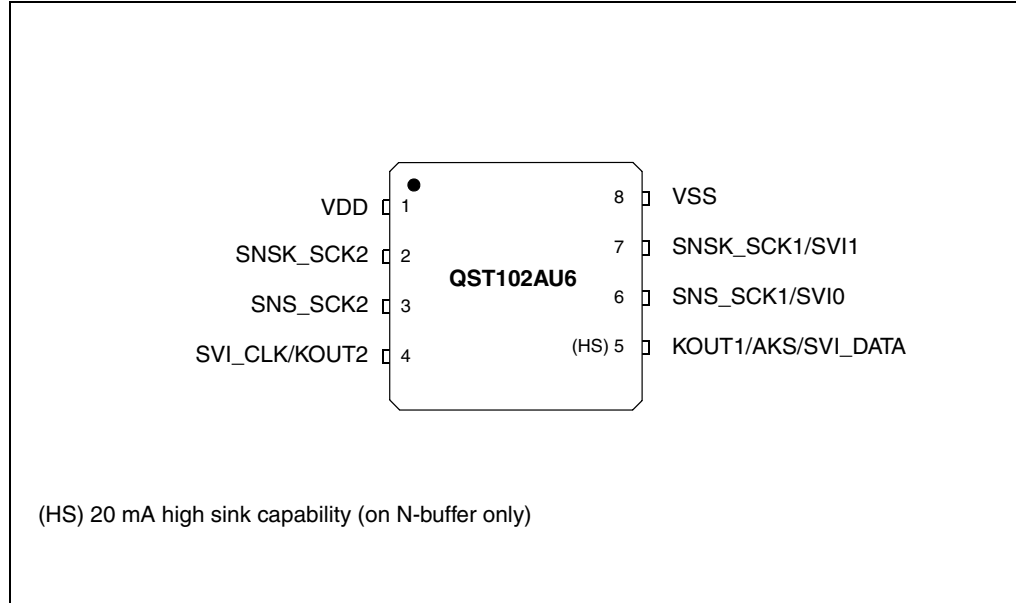 VDD 1
SNSK_SCK2 2
SNS_SCK2 3
SVI_CLK/KOUT2 4
QST102AU6
8 VSS
7 SNSK_SCK1/SVI1
6 SNS_SCK1/SVI0
(HS) 5 KOUT1/AKS/SVI_DATA
(HS) 20 mA high sink capability (on N-buffer only)